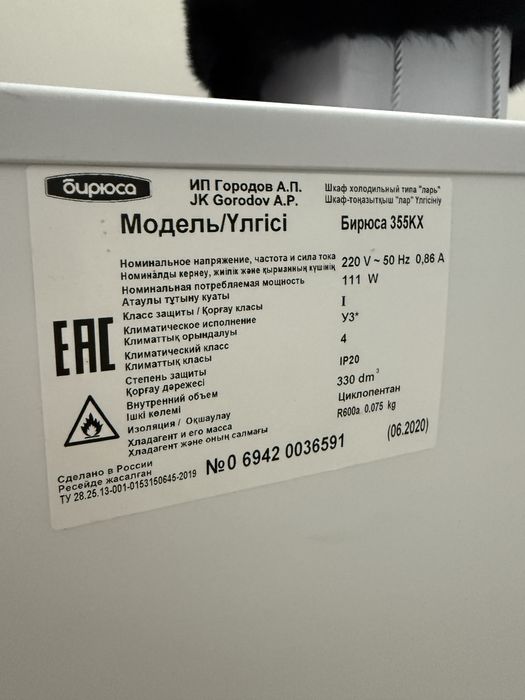 бирюса
ИП Городов А.П.
JK Gorodov A.P.
Шкаф холодильный типа "ларь"
Шкаф-тоңазытқыш "лар" Үлгісініу
Модель/Үлгісі Бирюса 355KX
Номинальное напряжение, частота и сила тока 220 V ~ 50 Hz 0,86 A
Номиналды кернеу, жиілік және қырманның күшінің
Номинальная потребляемая мощность 111 W
Атаулы тұтыну қуаты
Класс защиты / Қорғау класы I
Климатическое исполнение У3*
Климаттық орындалуы
Климатический класс 4
Климаттық класы
Степень защиты IP20
Қорғау дәрежесі
Внутренний объем 330 dm³
Ішкі көлемі
Изоляция / Оқшаулау Циклопентан
Хладагент и его масса R600a 0.075 kg
Хладагент және оның салмағы
EAC
Сделано в России
Ресейде жасалған
ТУ 28.25.13-001-0153150645-2019
№0 6942 0036591
(06.2020)